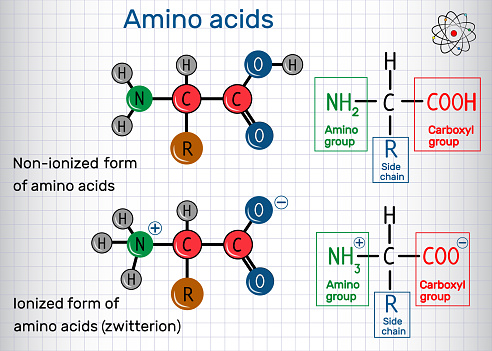 Amino acids
H
H
N
H
C
R
C
O
H
O
Non-ionized form
of amino acids
H
NH2
C
COOH
Amino
group
Carboxyl
group
R
Side
chain
H
H
H
N
+
H
C
R
C
O
−
O
Ionized form of
amino acids (zwitterion)
H
+
NH3
C
COO
−
Amino
group
Carboxyl
group
R
Side
chain